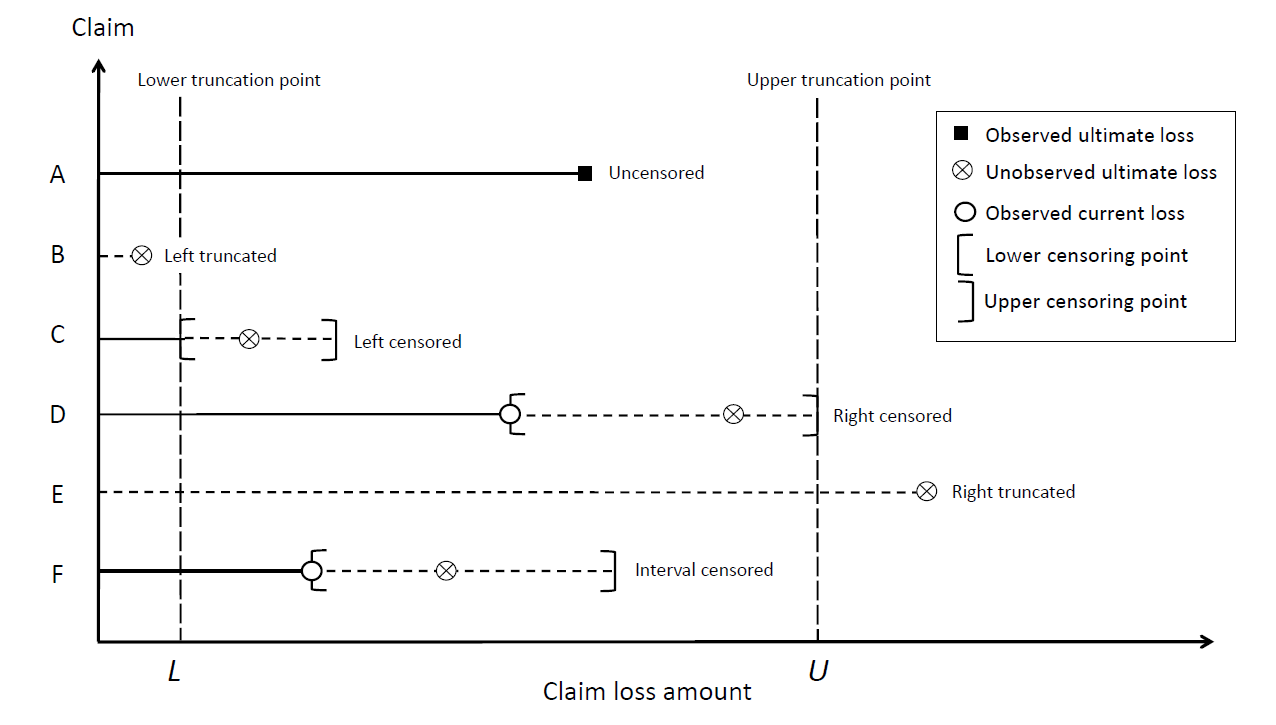 Claim
Lower truncation point
Upper truncation point
Observed ultimate loss
Unobserved ultimate loss
Observed current loss
Lower censoring point
Upper censoring point
A
Uncensored
B
Left truncated
C
Left censored
D
Right censored
E
Right truncated
F
Interval censored
L
U
Claim loss amount